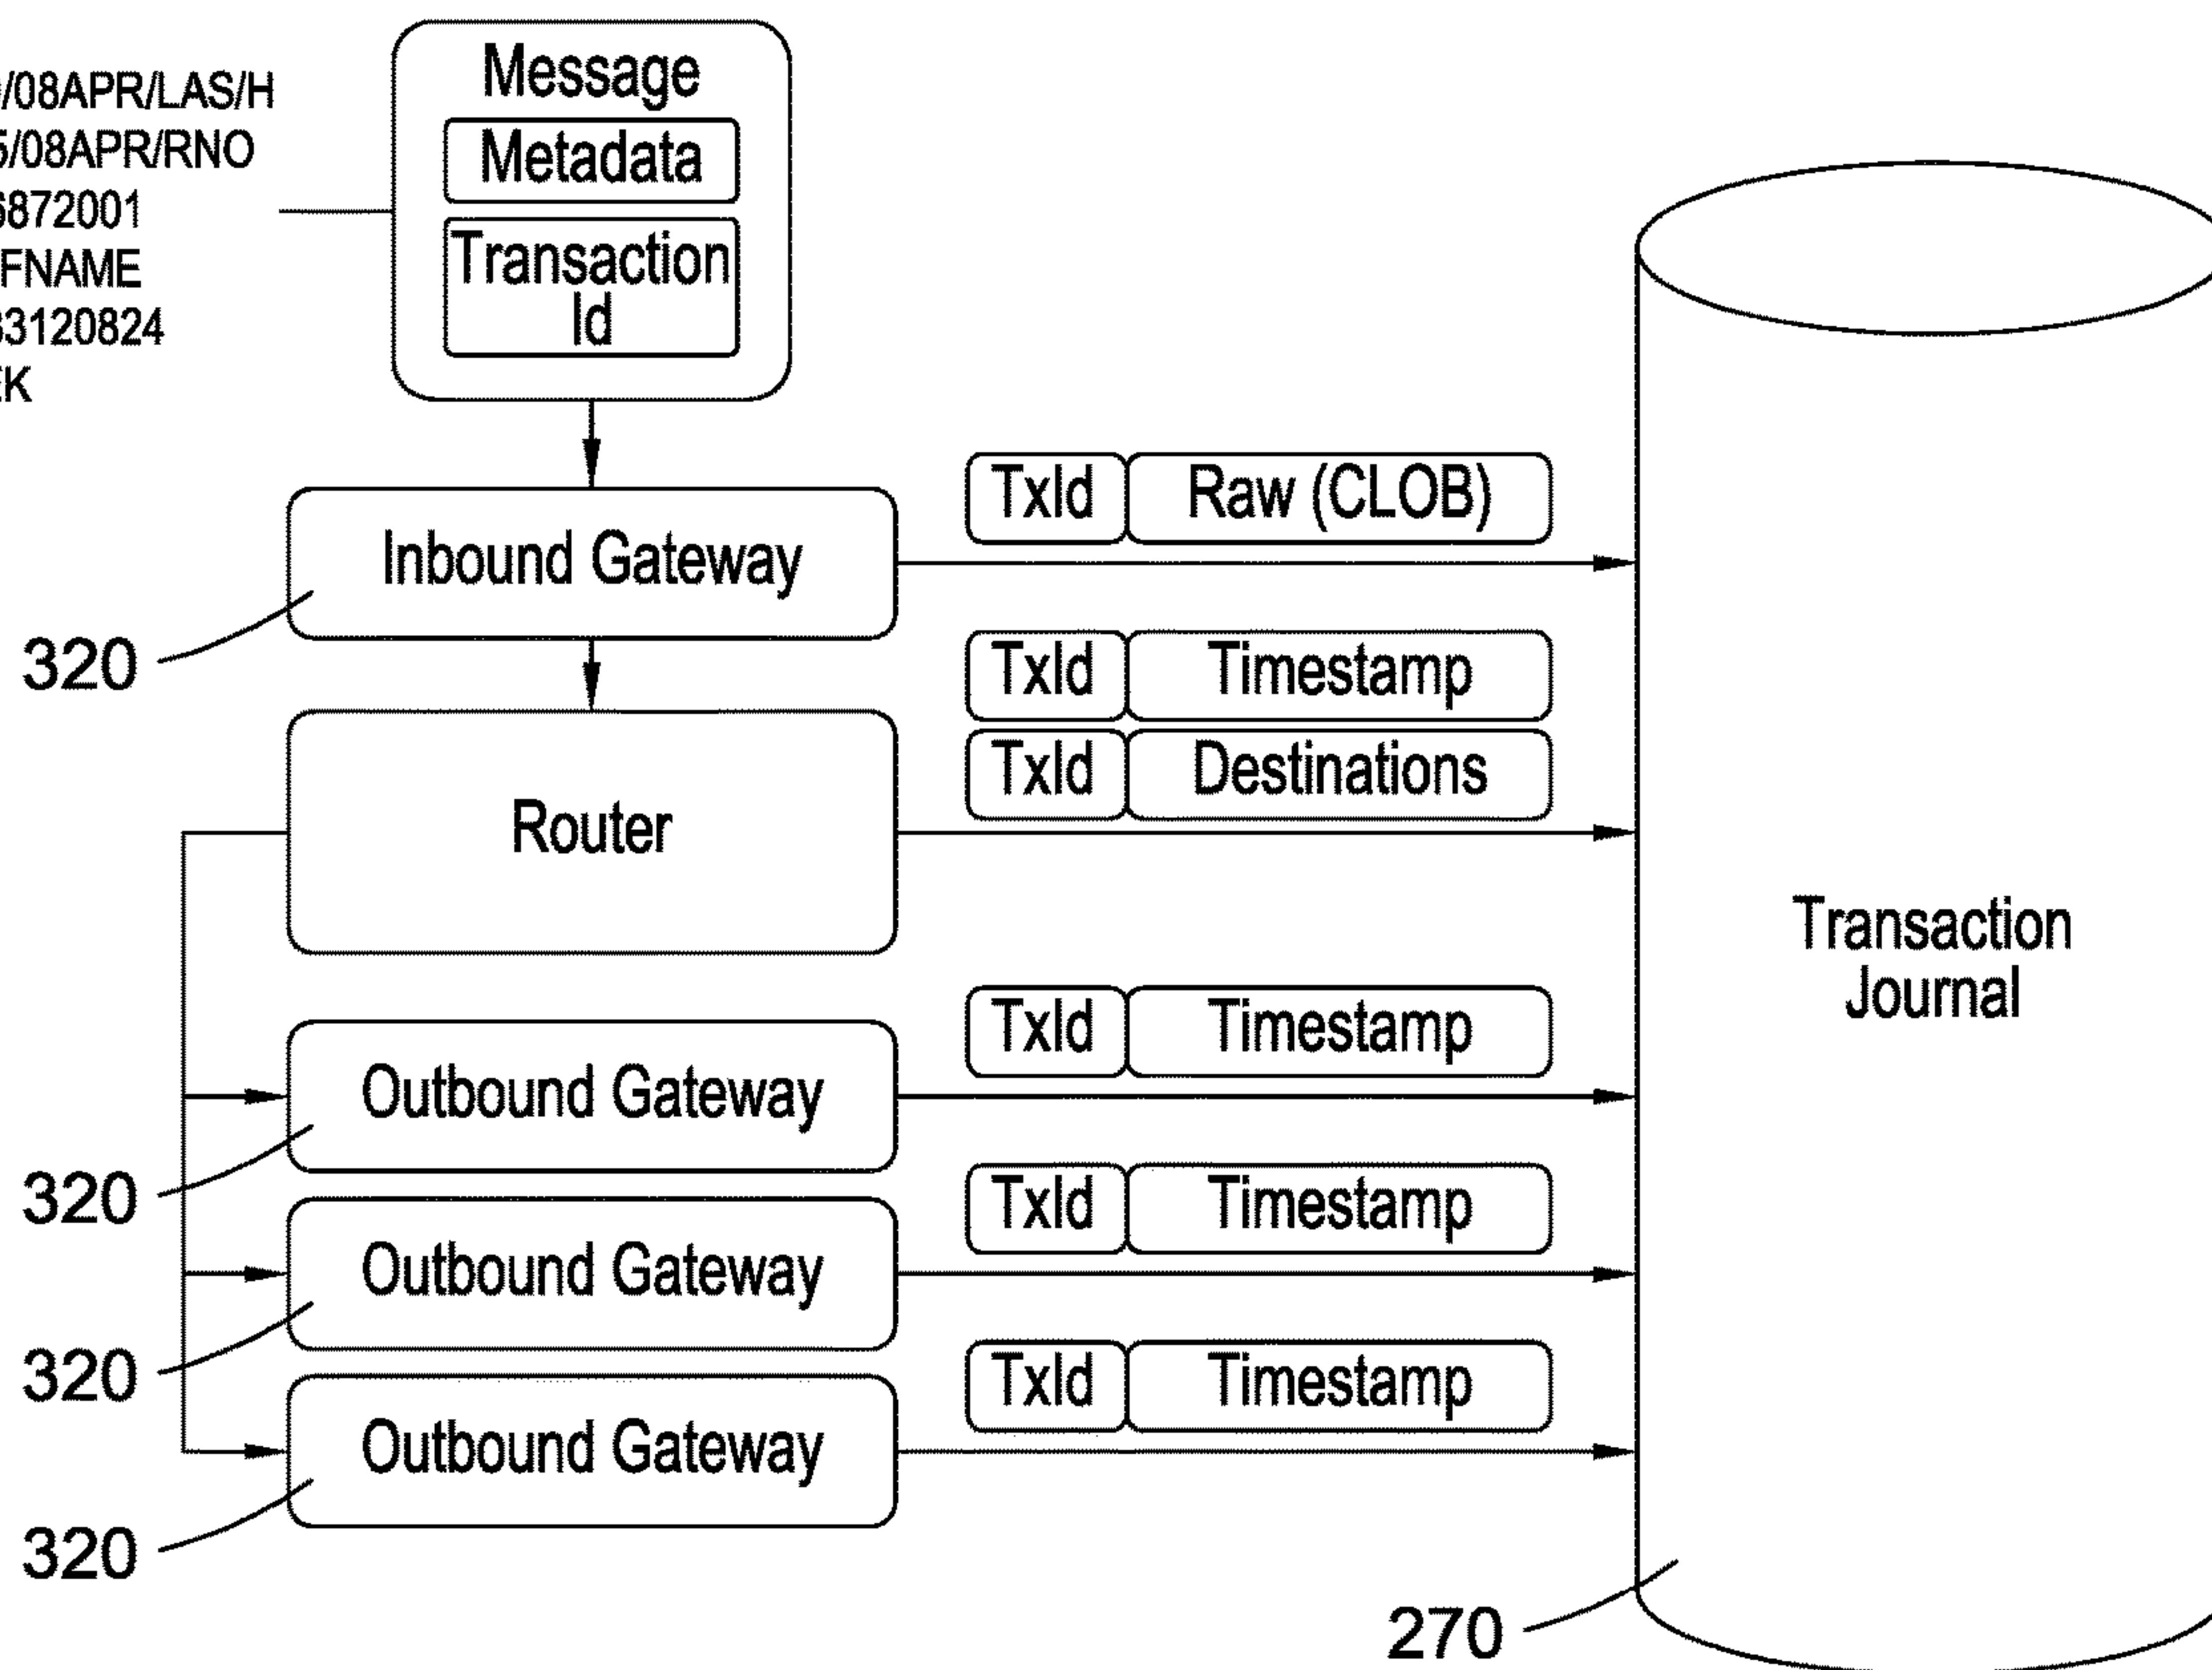 /08APR/LAS/H
5/08APR/RNO
6872001
FNAME
33120824
EK
Message
Metadata
Transaction
Id
Inbound Gateway
TxId Raw (CLOB)
320
TxId Timestamp
TxId Destinations
Router
Transaction
Journal
TxId Timestamp
Outbound Gateway
320
TxId Timestamp
Outbound Gateway
320
TxId Timestamp
Outbound Gateway
320
270